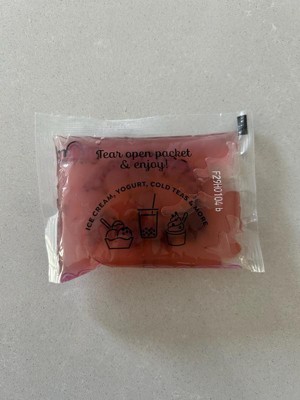 Tear open packet
& enjoy!
ICE CREAM, YOGURT, COLD TEAS & MORE
F29H0104 b